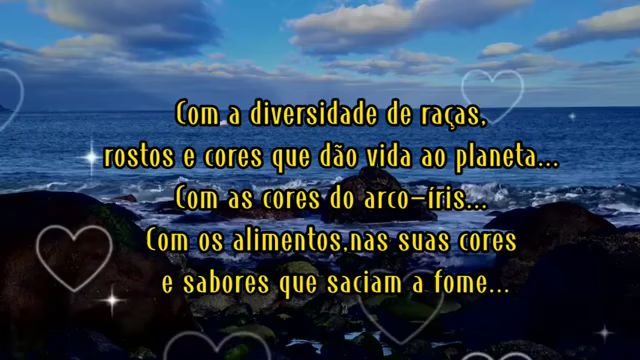 Com a diversidade de raças,
rostos e cores que dão vida ao planeta...
Com as cores do arco-íris...
Com os alimentos,nas suas cores
e sabores que saciam a fome...